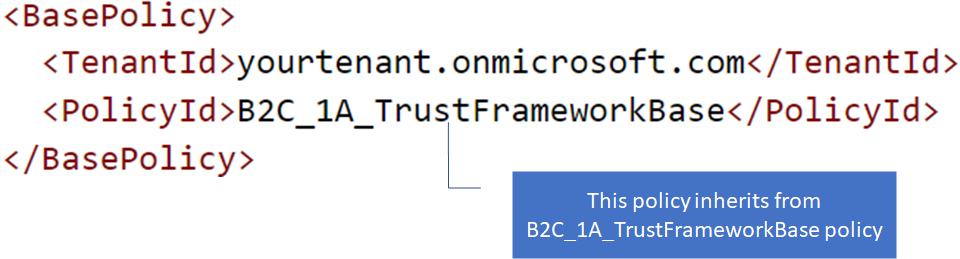 <BasePolicy>
<TenantId>yourtenant.onmicrosoft.com</TenantId>
<PolicyId>B2C_1A_TrustFrameworkBase</PolicyId>
</BasePolicy>
This policy inherits from
B2C_1A_TrustFrameworkBase policy